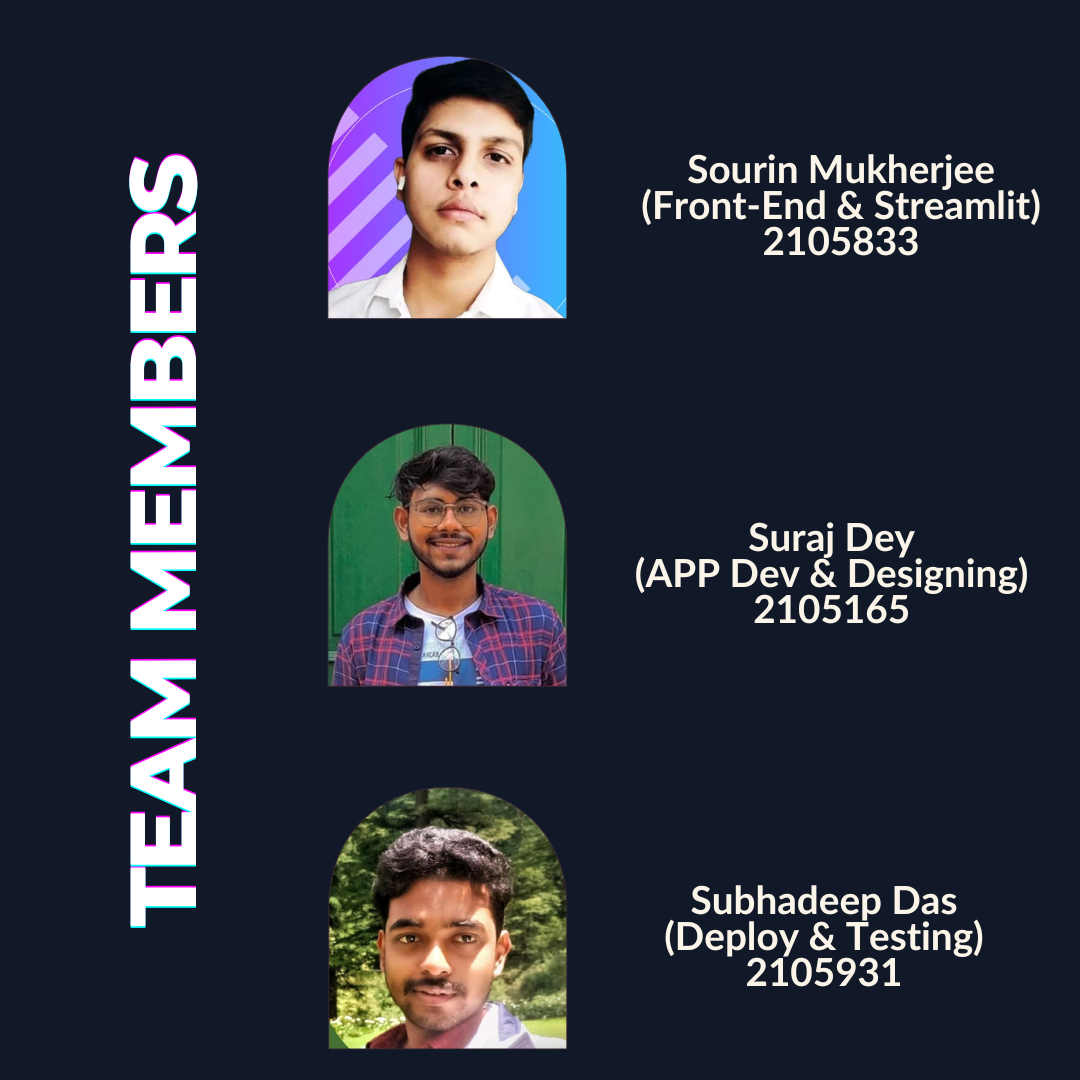 TEAM MEMBERS
Sourin Mukherjee
(Front-End & Streamlit)
2105833
Suraj Dey
(APP Dev & Designing)
2105165
Subhadeep Das
(Deploy & Testing)
2105931